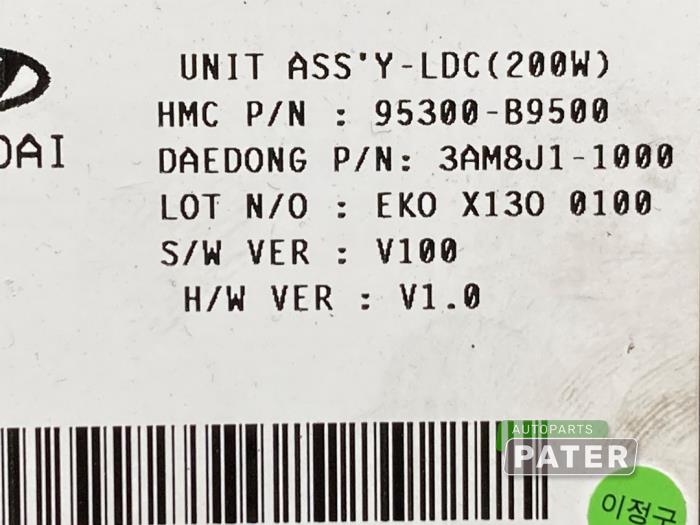 UNIT ASS'Y-LDC(200W)
HMC P/N : 95300-B9500
DAI
DAEDONG P/N: 3AM8J1-1000
LOT N/O : EKO X130 0100
S/W VER : V100
H/W VER : V1.0
AUTOPARTS
PATER
이정구